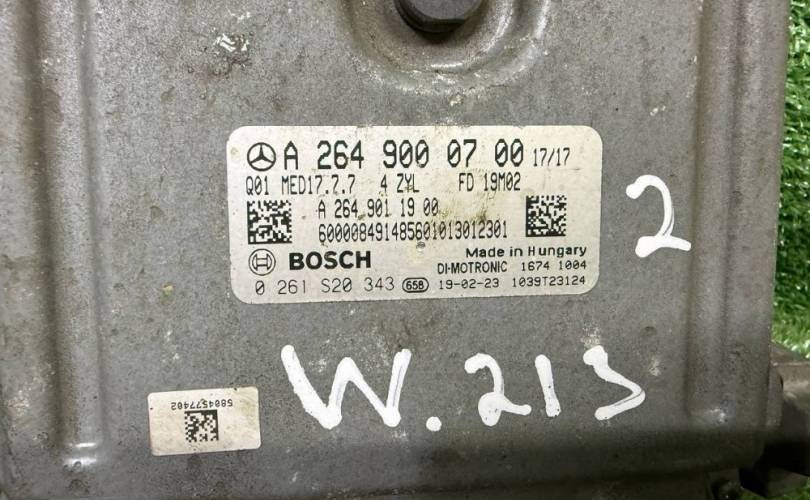 A 264 900 07 00 17/17
Q01 MED17.7.7 4 ZYL FD 19M02
A 264 901 19 00
60000849148560101301230​1
BOSCH
Made in Hungary
DI-MOTRONIC 1674 1004
0 261 S20 343 658 19-02-23 1039T23124
2
W.213
5804577402